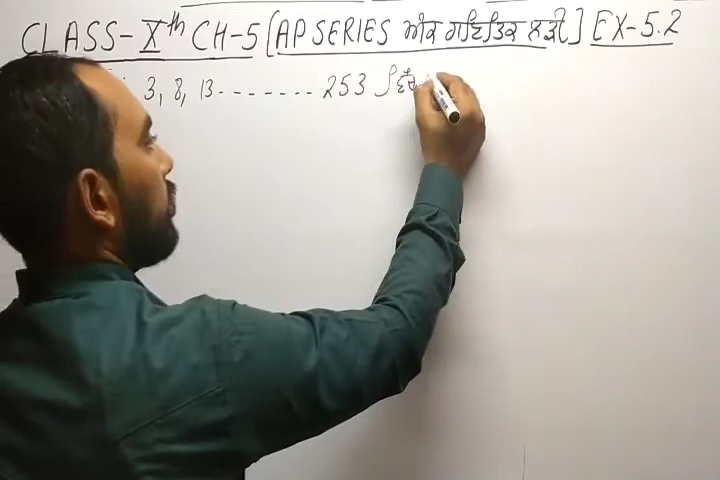 CLASS-Xth CH-5 [AP SERIES ਅੰਕ ਗਣਿਤਿਕ ਲੜੀ] EX-5.2
3, 8, 13-------- 253 ਵਿੱਚ